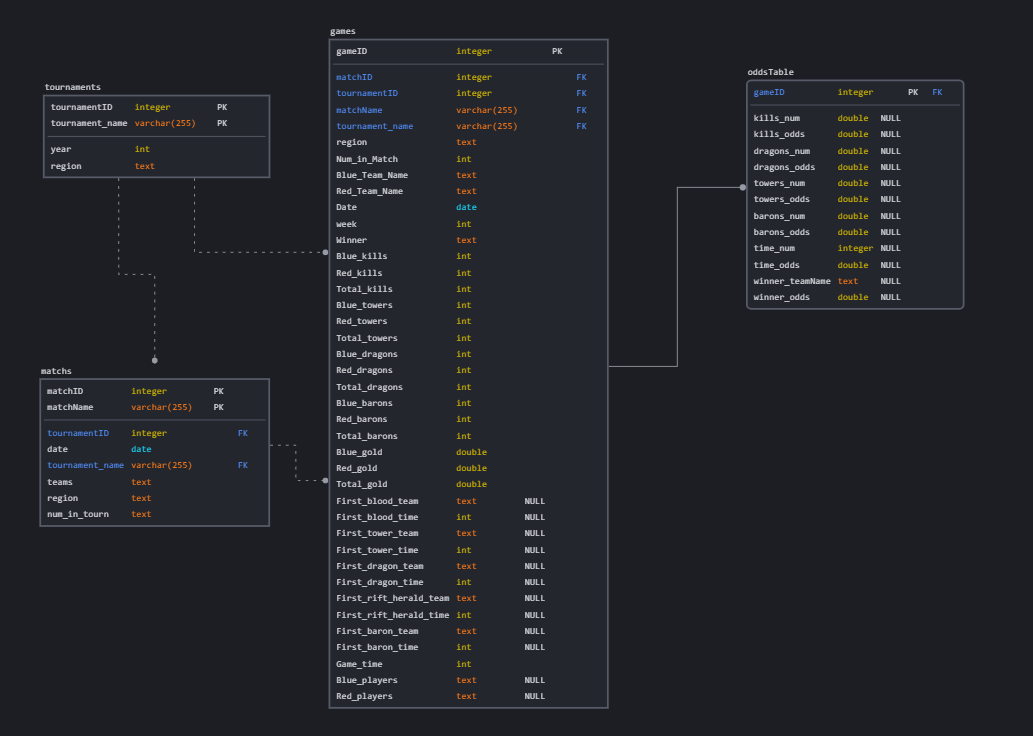 tournaments
tournamentID integer PK
tournament_name varchar(255) PK
year int
region text
matchs
matchID integer PK
matchName varchar(255) PK
tournamentID integer FK
date date
tournament_name varchar(255) FK
teams text
region text
num_in_tourn text
games
gameID integer PK
matchID integer FK
tournamentID integer FK
matchName varchar(255) FK
tournament_name varchar(255) FK
region text
Num_in_Match int
Blue_Team_Name text
Red_Team_Name text
Date date
week int
Winner text
Blue_kills int
Red_kills int
Total_kills int
Blue_towers int
Red_towers int
Total_towers int
Blue_dragons int
Red_dragons int
Total_dragons int
Blue_barons int
Red_barons int
Total_barons int
Blue_gold double
Red_gold double
Total_gold double
First_blood_team text NULL
First_blood_time int NULL
First_tower_team text NULL
First_tower_time int NULL
First_dragon_team text NULL
First_dragon_time int NULL
First_rift_herald_team text NULL
First_rift_herald_time int NULL
First_baron_team text NULL
First_baron_time int NULL
Game_time int
Blue_players text NULL
Red_players text NULL
oddsTable
gameID integer PK FK
kills_num double NULL
kills_odds double NULL
dragons_num double NULL
dragons_odds double NULL
towers_num double NULL
towers_odds double NULL
barons_num double NULL
barons_odds double NULL
time_num integer NULL
time_odds double NULL
winner_teamName text NULL
winner_odds double NULL